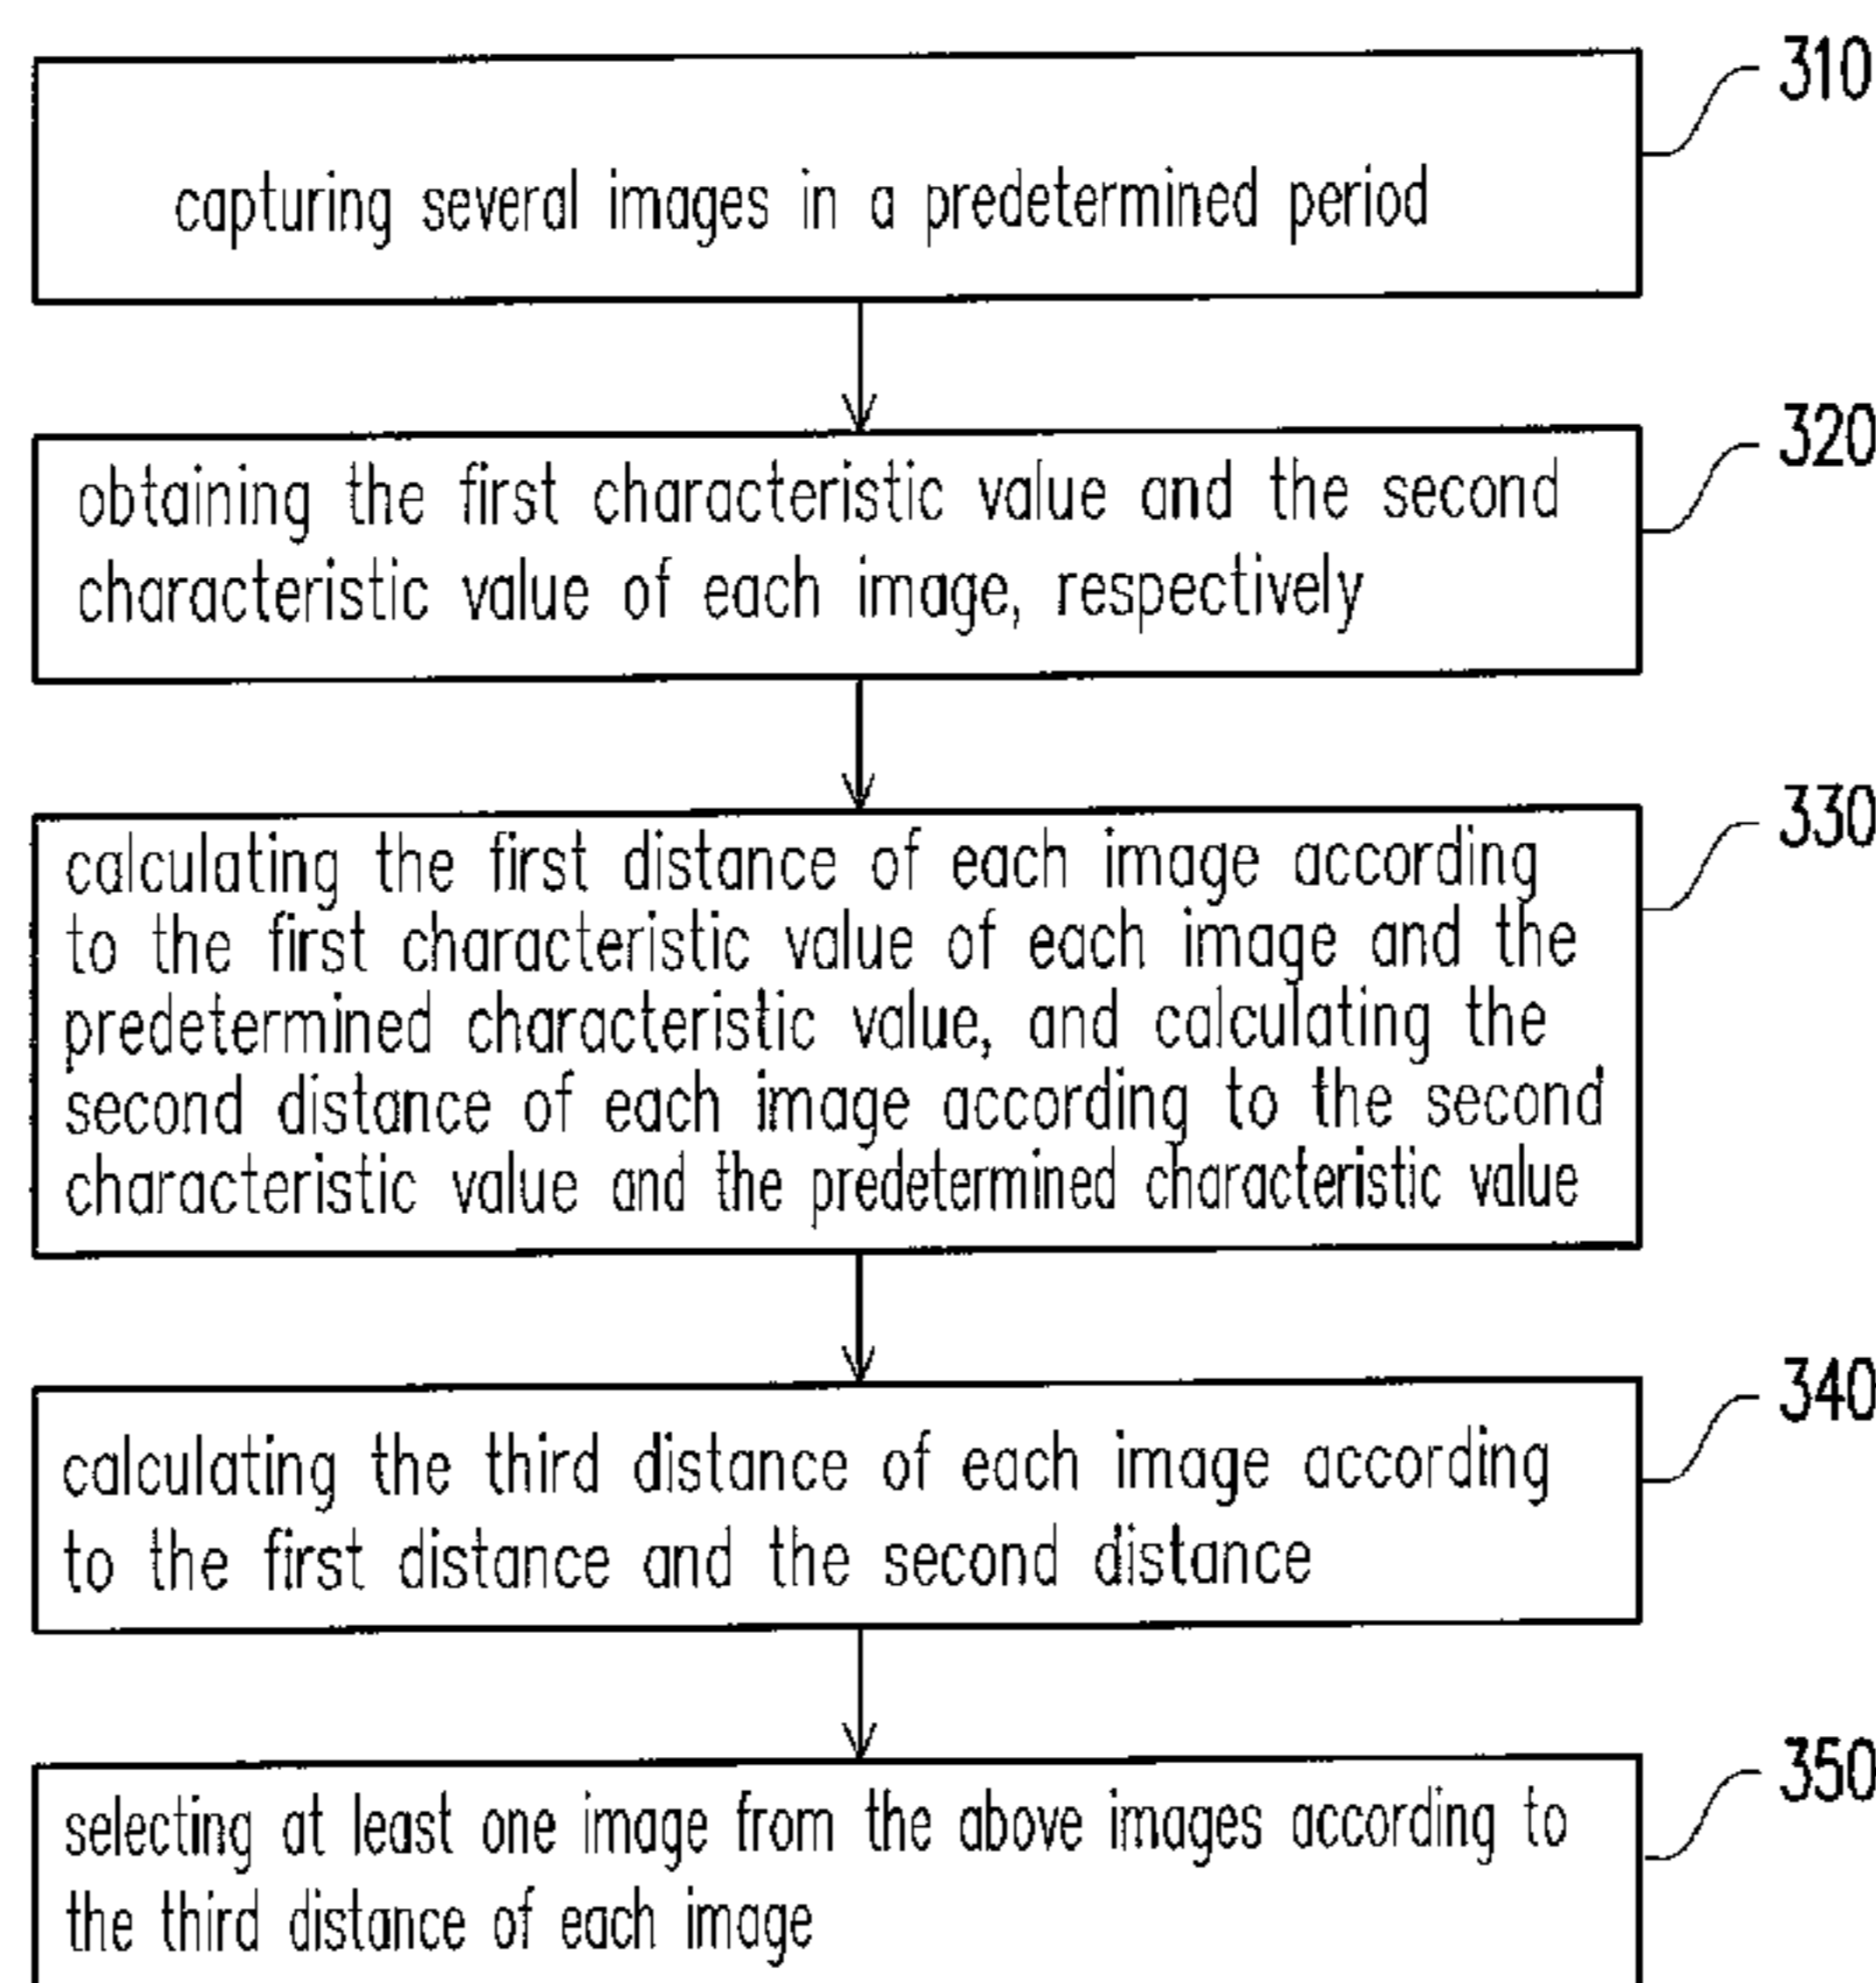 310
capturing several images in a predetermined period
320
obtaining the first characteristic value and the second
characteristic value of each image, respectively
330
calculating the first distance of each image according
to the first characteristic value of each image and the
predetermined characteristic value, and calculating the
second distance of each image according to the second
characteristic value and the predetermined characteristic value
340
calculating the third distance of each image according
to the first distance and the second distance
350
selecting at least one image from the above images according to
the third distance of each image